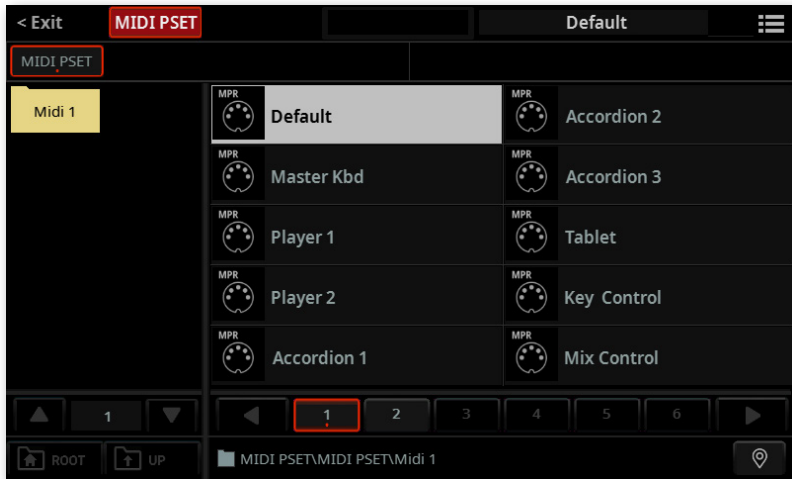 < Exit MIDI PSET Default
MIDI PSET
Midi 1
MPR Default MPR Accordion 2
MPR Master Kbd MPR Accordion 3
MPR Player 1 MPR Tablet
MPR Player 2 MPR Key Control
MPR Accordion 1 MPR Mix Control
1 1 2 3 4 5 6
ROOT UP MIDI PSET\MIDI PSET\Midi 1